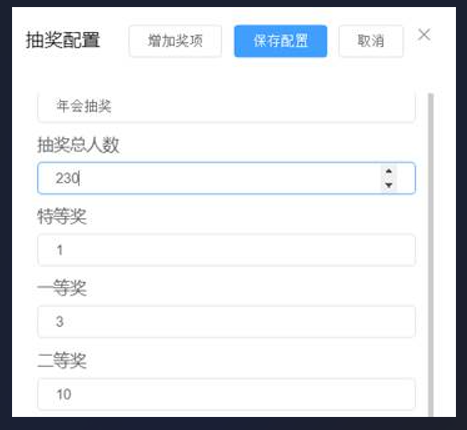 抽奖配置 增加奖项 保存配置 取消
年会抽奖
抽奖总人数
230
特等奖
1
一等奖
3
二等奖
10